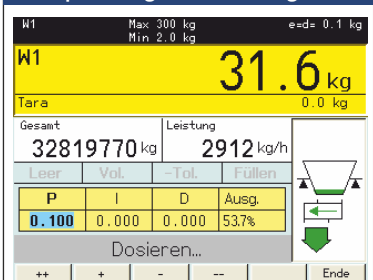 W1 Max 300 kg e=d= 0.1 kg
Min 2.0 kg
W1
31.6 kg
Tara 0.0 kg
Gesamt Leistung
32819770 kg 2912 kg/h
Leer Vol. -Tol. Füllen
P I D Ausg.
0.100 0.000 0.000 53.7%
Dosieren...
++ + - -- Ende